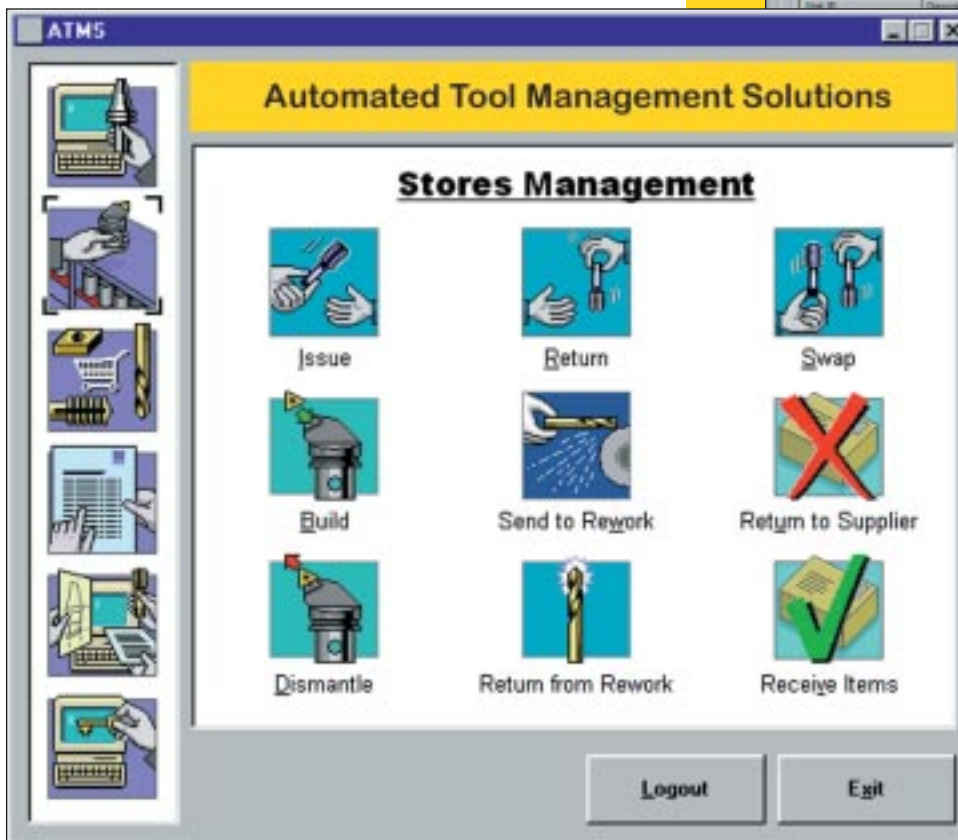 ATMS
Automated Tool Management Solutions
Stores Management
Issue
Return
Swap
Build
Send to Rework
Return to Supplier
Dismantle
Return from Rework
Receive Items
Logout
Exit